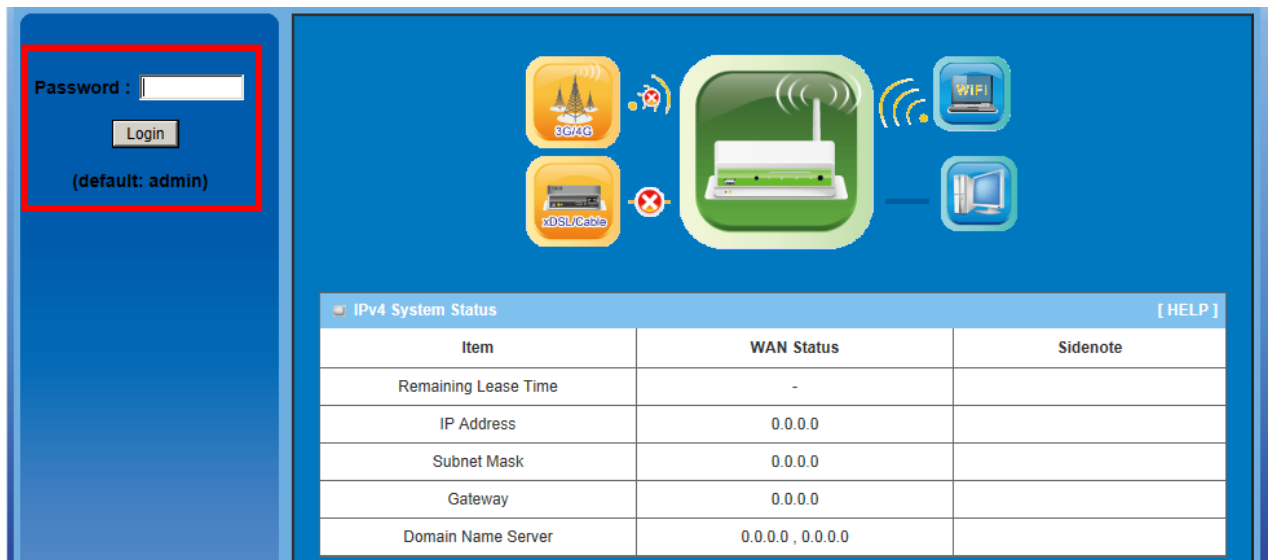 Password :
Login
(default: admin)
3G/4G
WiFi
xDSL/Cable
IPv4 System Status [ HELP ]
Item WAN Status Sidenote
Remaining Lease Time -
IP Address 0.0.0.0
Subnet Mask 0.0.0.0
Gateway 0.0.0.0
Domain Name Server 0.0.0.0 , 0.0.0.0